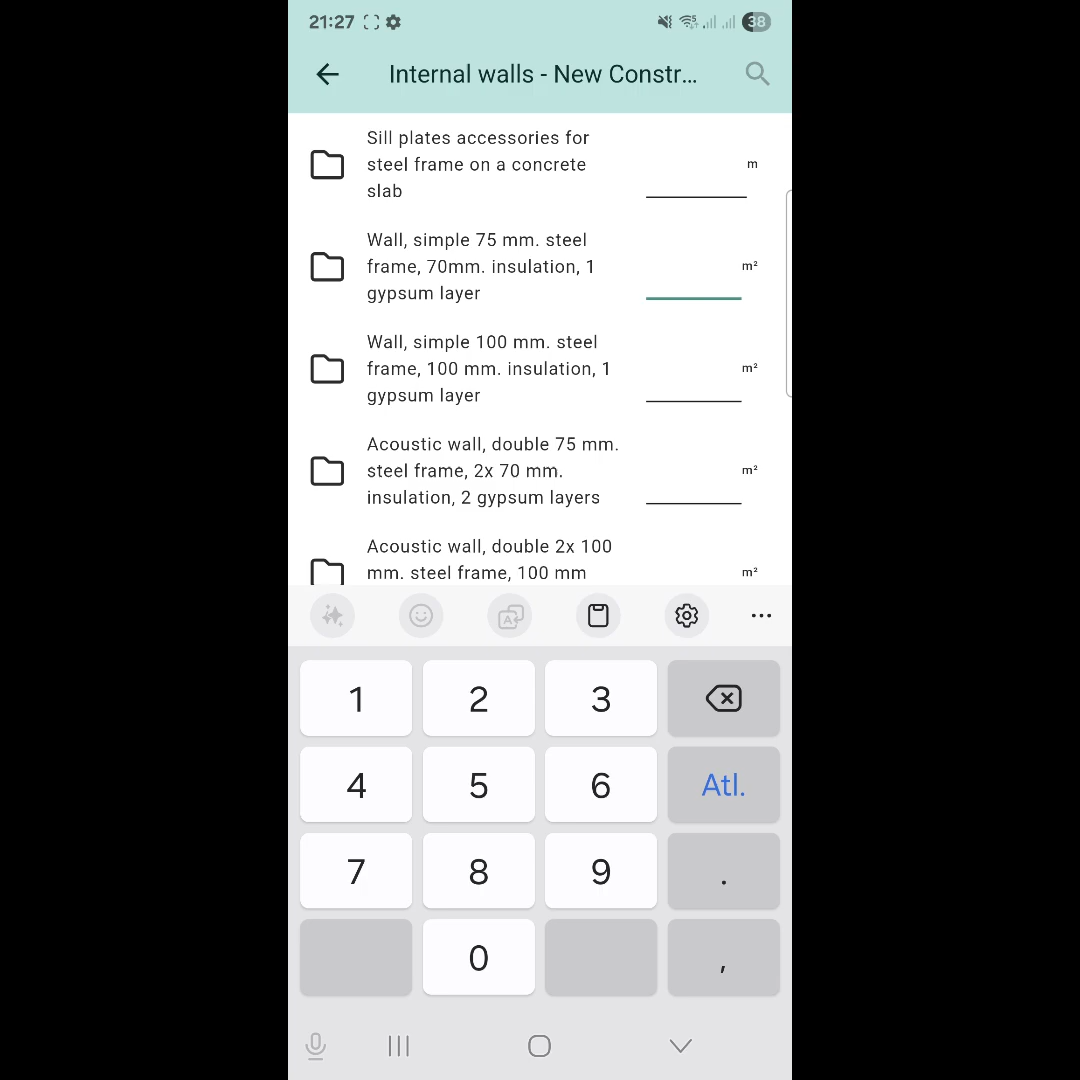 21:27
38
Internal walls - New Constr...
Sill plates accessories for
steel frame on a concrete
slab
m
Wall, simple 75 mm. steel
frame, 70mm. insulation, 1
gypsum layer
m²
Wall, simple 100 mm. steel
frame, 100 mm. insulation, 1
gypsum layer
m²
Acoustic wall, double 75 mm.
steel frame, 2x 70 mm.
insulation, 2 gypsum layers
m²
Acoustic wall, double 2x 100
mm. steel frame, 100 mm
m²
1 2 3
4 5 6 Atl.
7 8 9 .
0 ,